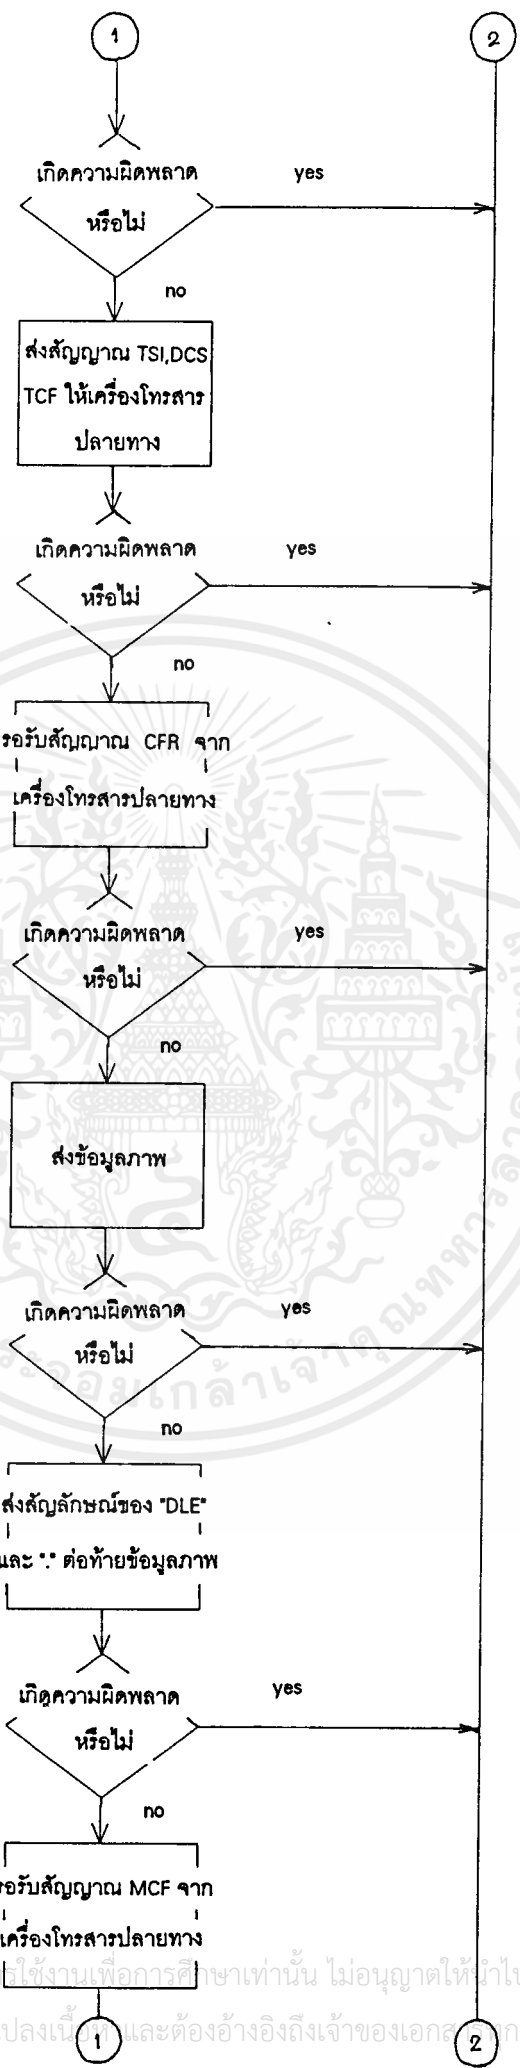 1
2
เกิดความผิดพลาด
yes
หรือไม่
no
ส่งสัญญาณ TSI,DCS
TCF ให้เครื่องโทรสาร
ปลายทาง
เกิดความผิดพลาด
yes
หรือไม่
no
รอรับสัญญาณ CFR จาก
เครื่องโทรสารปลายทาง
เกิดความผิดพลาด
yes
หรือไม่
no
ส่งข้อมูลภาพ
เกิดความผิดพลาด
yes
หรือไม่
no
ส่งสัญลักษณ์ของ "DLE"
และ "." ต่อท้ายข้อมูลภาพ
เกิดความผิดพลาด
yes
หรือไม่
no
รอรับสัญญาณ MCF จาก
เครื่องโทรสารปลายทาง
1
2